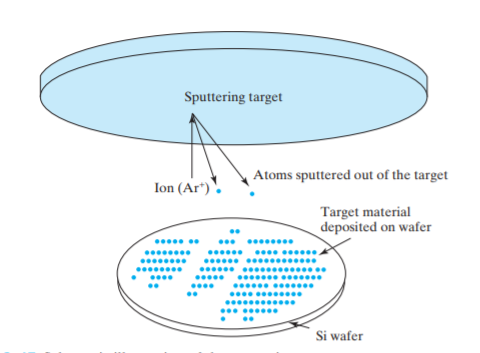 Sputtering target
Atoms sputtered out of the target
Ion (Ar⁺)
Target material
deposited on wafer
Si wafer